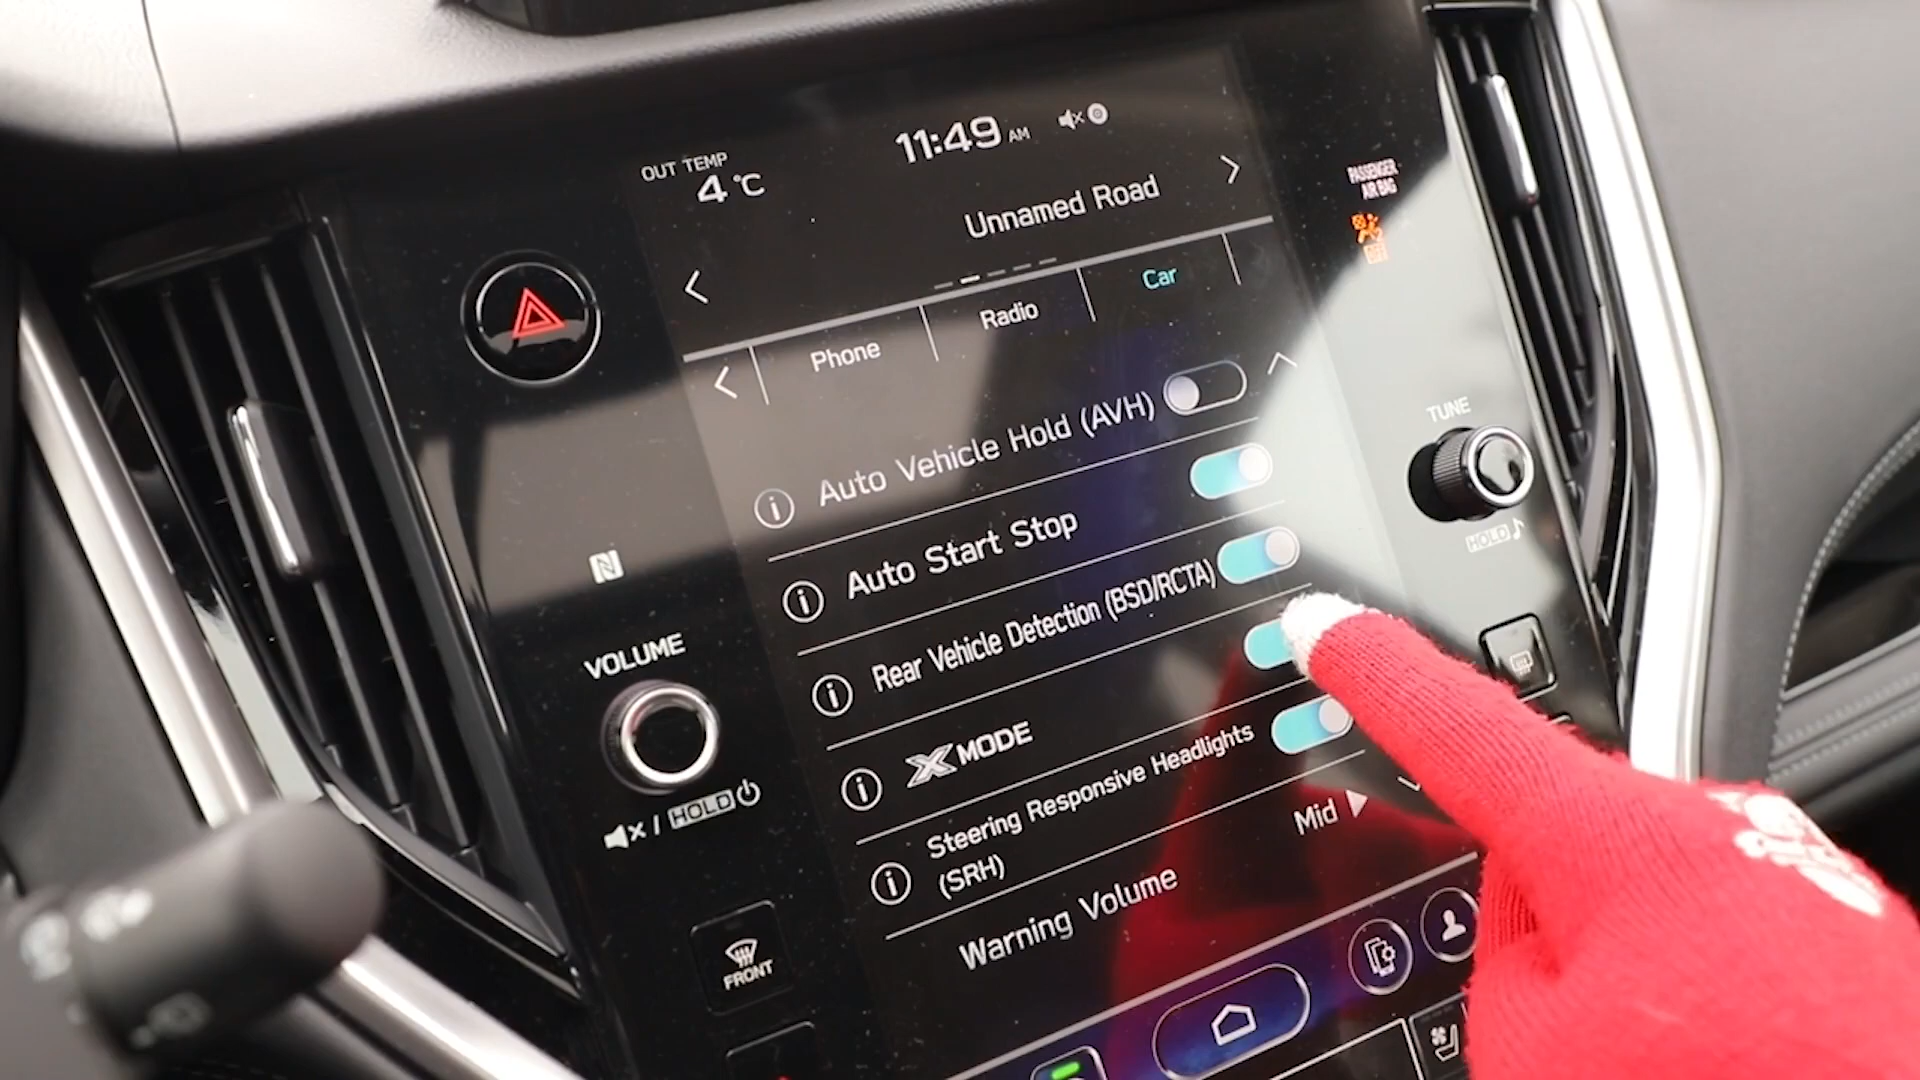 OUT TEMP
4 °C
11:49 AM
Unnamed Road
PASSENGER
AIR BAG
OFF
Phone
Radio
Car
Auto Vehicle Hold (AVH)
Auto Start Stop
Rear Vehicle Detection (BSD/RCTA)
X MODE
Steering Responsive Headlights
(SRH)
Warning Volume
Mid
VOLUME
/ HOLD
TUNE
HOLD
FRONT